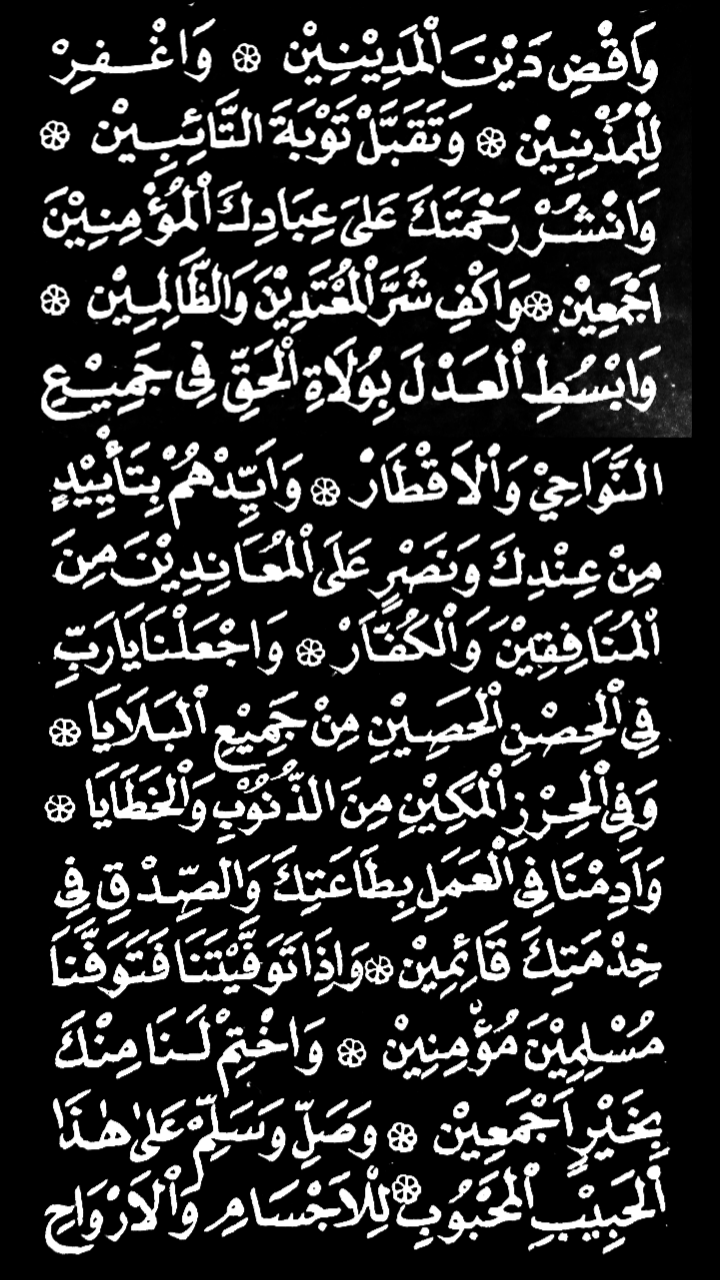 وَاقْضِ دَيْنَ الْمَدِيْنِيْنَ ۞ وَاغْفِرْ
لِلْمُذْنِبِيْنَ ۞ وَتَقَبَّلْ تَوْبَةَ التَّائِبِيْنَ ۞
وَانْشُرْ رَحْمَتَكَ عَلَى عِبَادِكَ الْمُؤْمِنِيْنَ
اَجْمَعِيْنَ ۞ وَاكْفِ شَرَّ الْمُعْتَدِيْنَ وَالظَّالِمِيْنَ ۞
وَابْسُطِ الْعَدْلَ بِوُلَاةِ الْحَقِّ فِى جَمِيْعِ
النَّوَاحِيْ وَالْاَقْطَارْ ۞ وَاَيِّدْهُمْ بِتَأْيِيْدٍ
مِنْ عِنْدِكَ وَنَصْرٍ عَلَى الْمُعَانِدِيْنَ مِنَ
الْمُنَافِقِيْنَ وَالْكُفَّارْ ۞ وَاجْعَلْنَا يَارَبِّ
فِى الْحِصْنِ الْحَصِيْنِ مِنْ جَمِيْعِ الْبَلَايَا ۞
وَفِى الْحِرْزِ الْمَكِيْنِ مِنَ الذُّنُوْبِ وَالْخَطَايَا ۞
وَاَدِمْنَا فِى الْعَمَلِ بِطَاعَتِكَ وَالصِّدْقِ فِى
خِدْمَتِكَ قَائِمِيْنَ ۞ وَاِذَا تَوَفَّيْتَنَا فَتَوَفَّنَا
مُسْلِمِيْنَ مُؤْمِنِيْنَ ۞ وَاخْتِمْ لَنَا مِنْكَ
بِخَيْرٍ اَجْمَعِيْنَ ۞ وَصَلِّ وَسَلِّمْ عَلَى هٰذَا
الْحَبِيْبِ الْمَحْبُوْبِ ۞ لِلْاَجْسَامِ وَالْاَرْوَاحِ